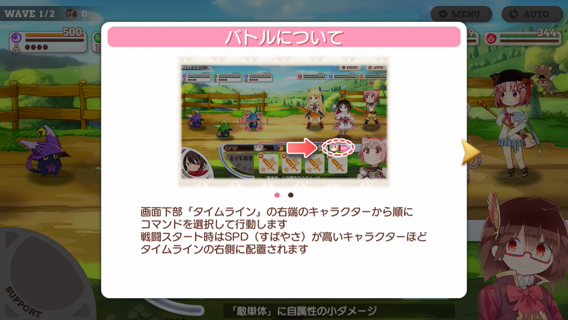 WAVE 1/2
0
MENU
AUTO
500
344
バトルについて
画面下部「タイムライン」の右端のキャラクターから順に
コマンドを選択して行動します
戦闘スタート時はSPD（すばやさ）が高いキャラクターほど
タイムラインの右側に配置されます
SUPPORT
「敵単体」に自属性の小ダメージ